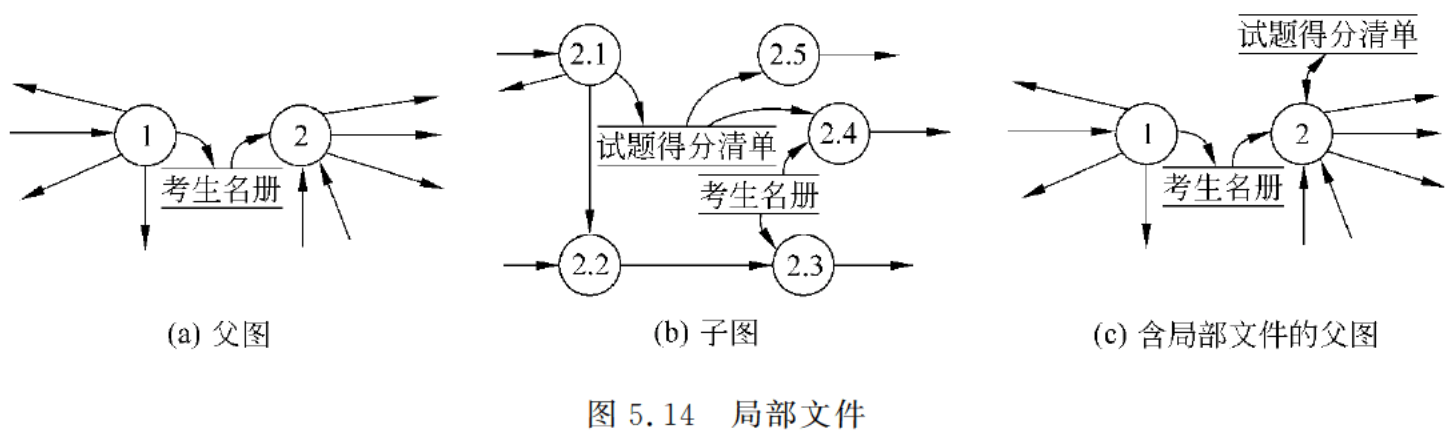 1
2
考生名册
(a) 父图
2.1
2.5
试题得分清单
2.4
考生名册
2.2
2.3
(b) 子图
试题得分清单
1
2
考生名册
(c) 含局部文件的父图
图 5.14 局部文件